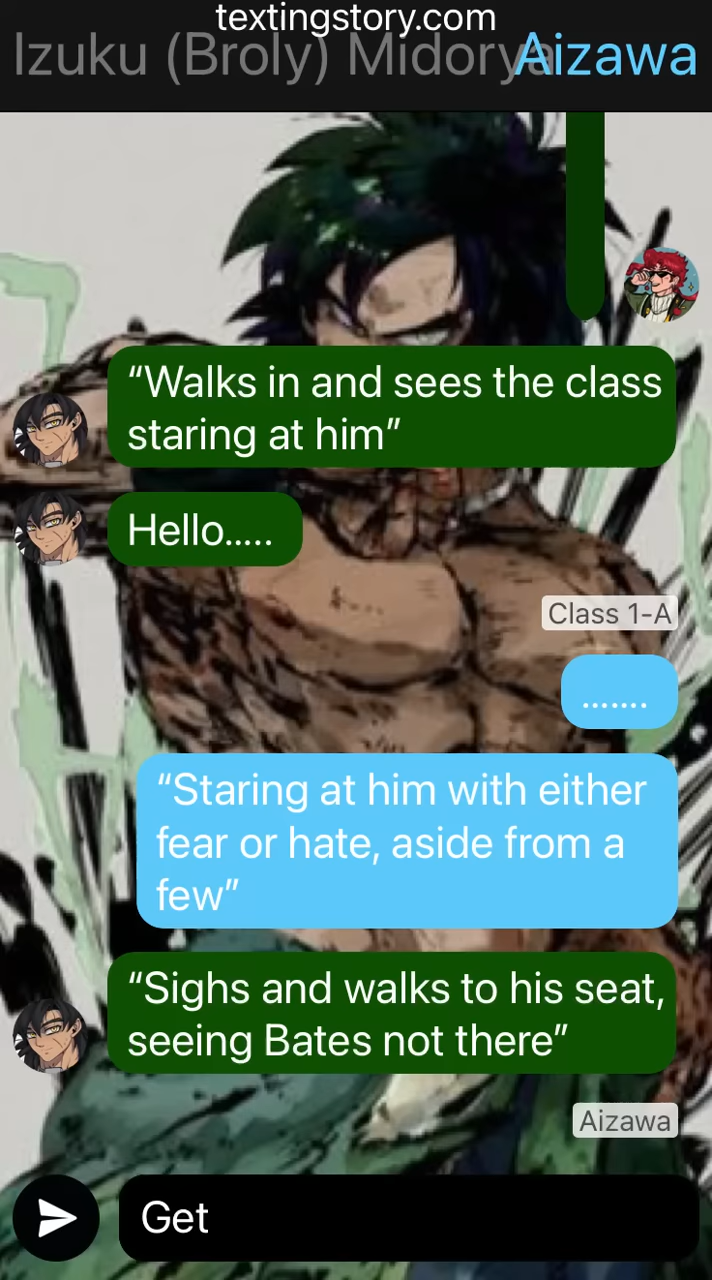 textingstory.com
Izuku (Broly) Midorya
Aizawa
“Walks in and sees the class
staring at him”
Hello.....
Class 1-A
.......
“Staring at him with either
fear or hate, aside from a
few”
“Sighs and walks to his seat,
seeing Bates not there”
Aizawa
Get